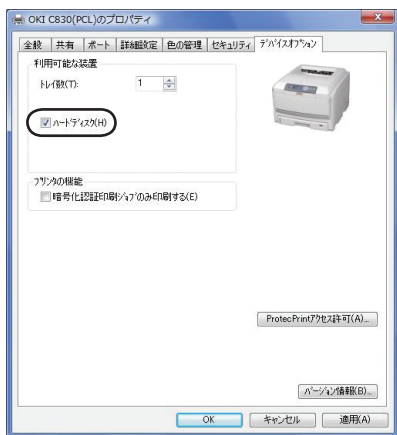 OKI C830(PCL)のプロパティ
全般 共有 ポート 詳細設定 色の管理 セキュリティ デバイスオプション
利用可能な装置
トレイ数(T): 1
ハードディスク(H)
プリンタの機能
暗号化認証印刷ジョブのみ印刷する(E)
ProtecPrintアクセス許可(A)...
バージョン情報(B)...
OK キャンセル 適用(A)